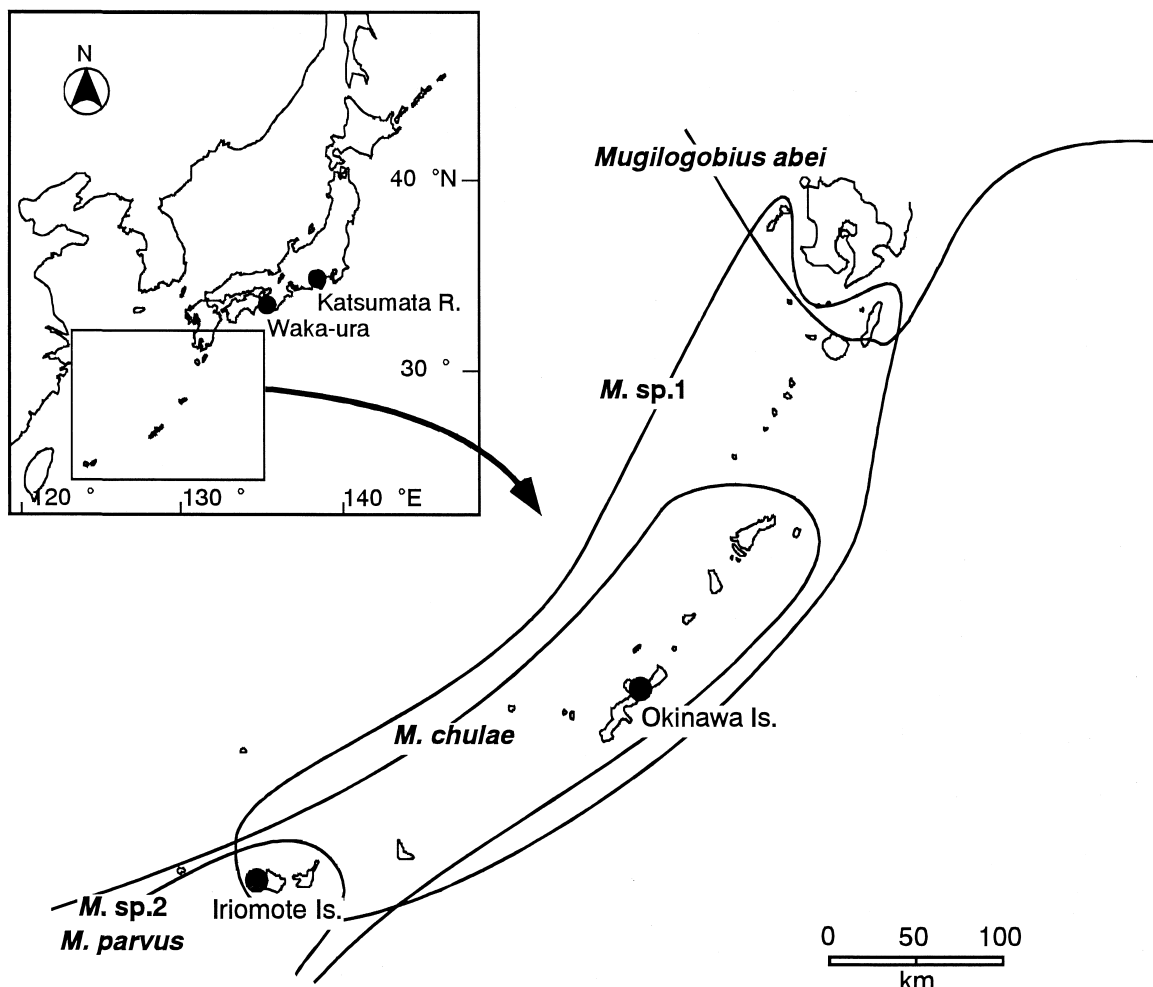 N
40 °N
Katsumata R.
Waka-ura
30 °
120 °
130 °
140 °E
Mugilogobius abei
M. sp.1
M. chulae
Okinawa Is.
Iriomote Is.
M. sp.2
M. parvus
0 50 100
km